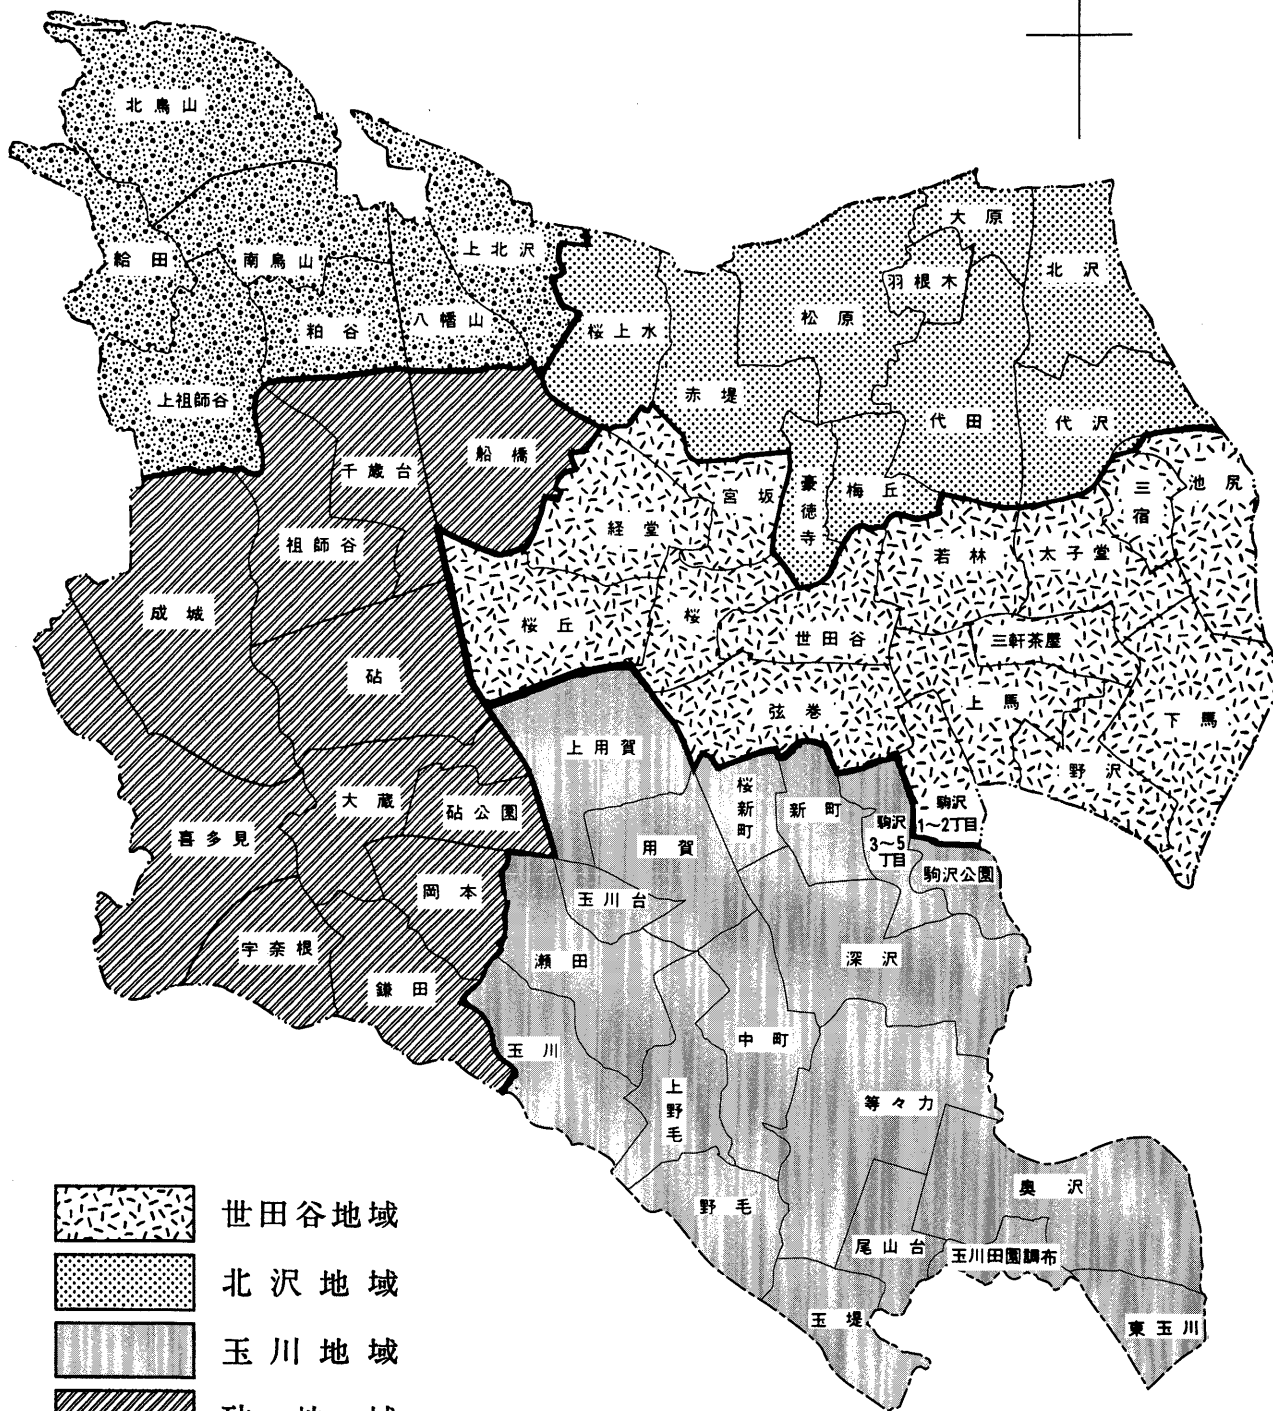 北烏山
給田
南烏山
上北沢
粕谷
八幡山
上祖師谷
桜上水
松原
大原
羽根木
北沢
赤堤
代田
代沢
豪徳寺
梅丘
船橋
千歳台
祖師谷
成城
砧
大蔵
砧公園
喜多見
岡本
宇奈根
鎌田
宮坂
経堂
桜丘
桜
世田谷
弦巻
若林
太子堂
三宿
池尻
三軒茶屋
上馬
下馬
野沢
駒沢
1〜2丁目
上用賀
桜新町
新町
駒沢
3〜5
丁目
駒沢公園
用賀
玉川台
瀬田
深沢
玉川
中町
上野毛
等々力
野毛
奥沢
尾山台
玉川田園調布
玉堤
東玉川
世田谷地域
北沢地域
玉川地域